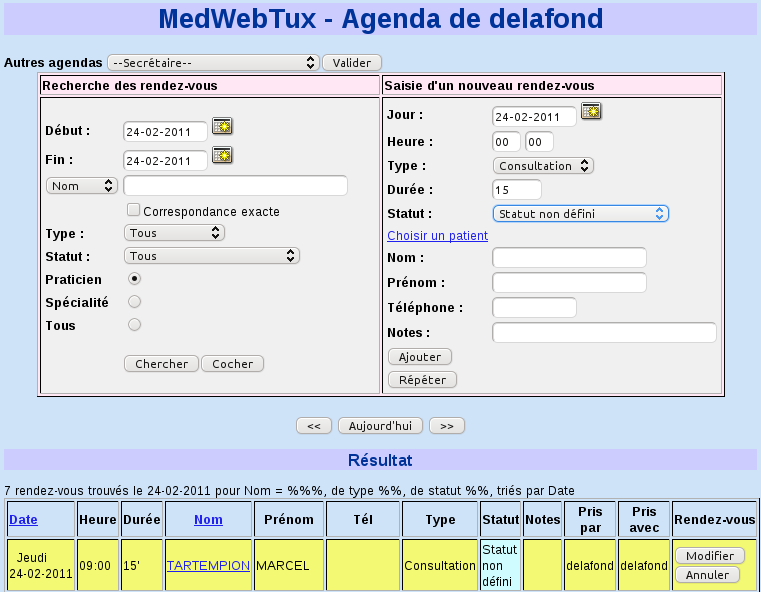 MedWebTux - Agenda de delafond
Autres agendas --Secrétaire-- Valider
Recherche des rendez-vous
Début : 24-02-2011
Fin : 24-02-2011
Nom
Correspondance exacte
Type : Tous
Statut : Tous
Praticien
Spécialité
Tous
Chercher Cocher
Saisie d'un nouveau rendez-vous
Jour : 24-02-2011
Heure : 00 00
Type : Consultation
Durée : 15
Statut : Statut non défini
Choisir un patient
Nom :
Prénom :
Téléphone :
Notes :
Ajouter
Répéter
<< Aujourd'hui >>
Résultat
7 rendez-vous trouvés le 24-02-2011 pour Nom = %%%, de type %%, de statut %%, triés par Date
Date Heure Durée Nom Prénom Tél Type Statut Notes Pris par Pris avec Rendez-vous
Jeudi 24-02-2011 09:00 15' TARTEMPION MARCEL Consultation Statut non défini delafond delafond Modifier Annuler